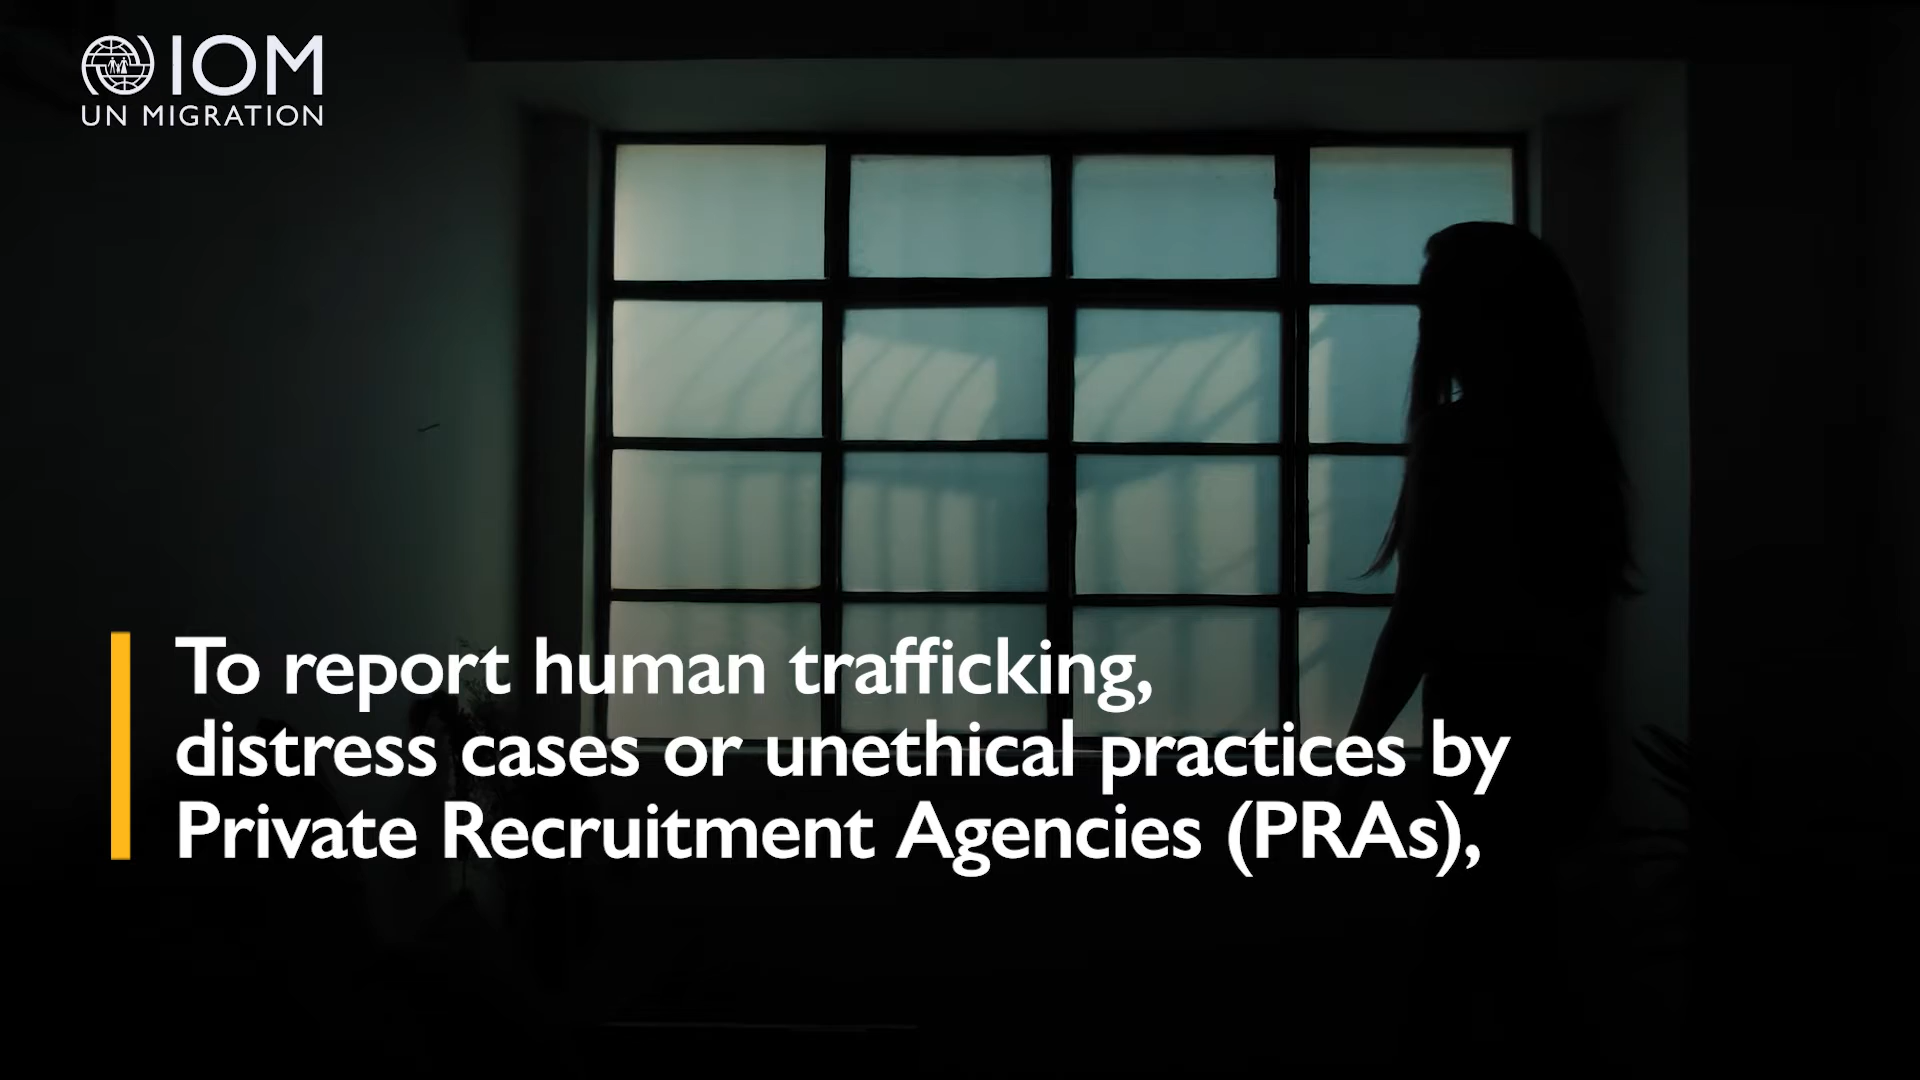 IOM
UN MIGRATION
To report human trafficking,
distress cases or unethical practices by
Private Recruitment Agencies (PRAs),